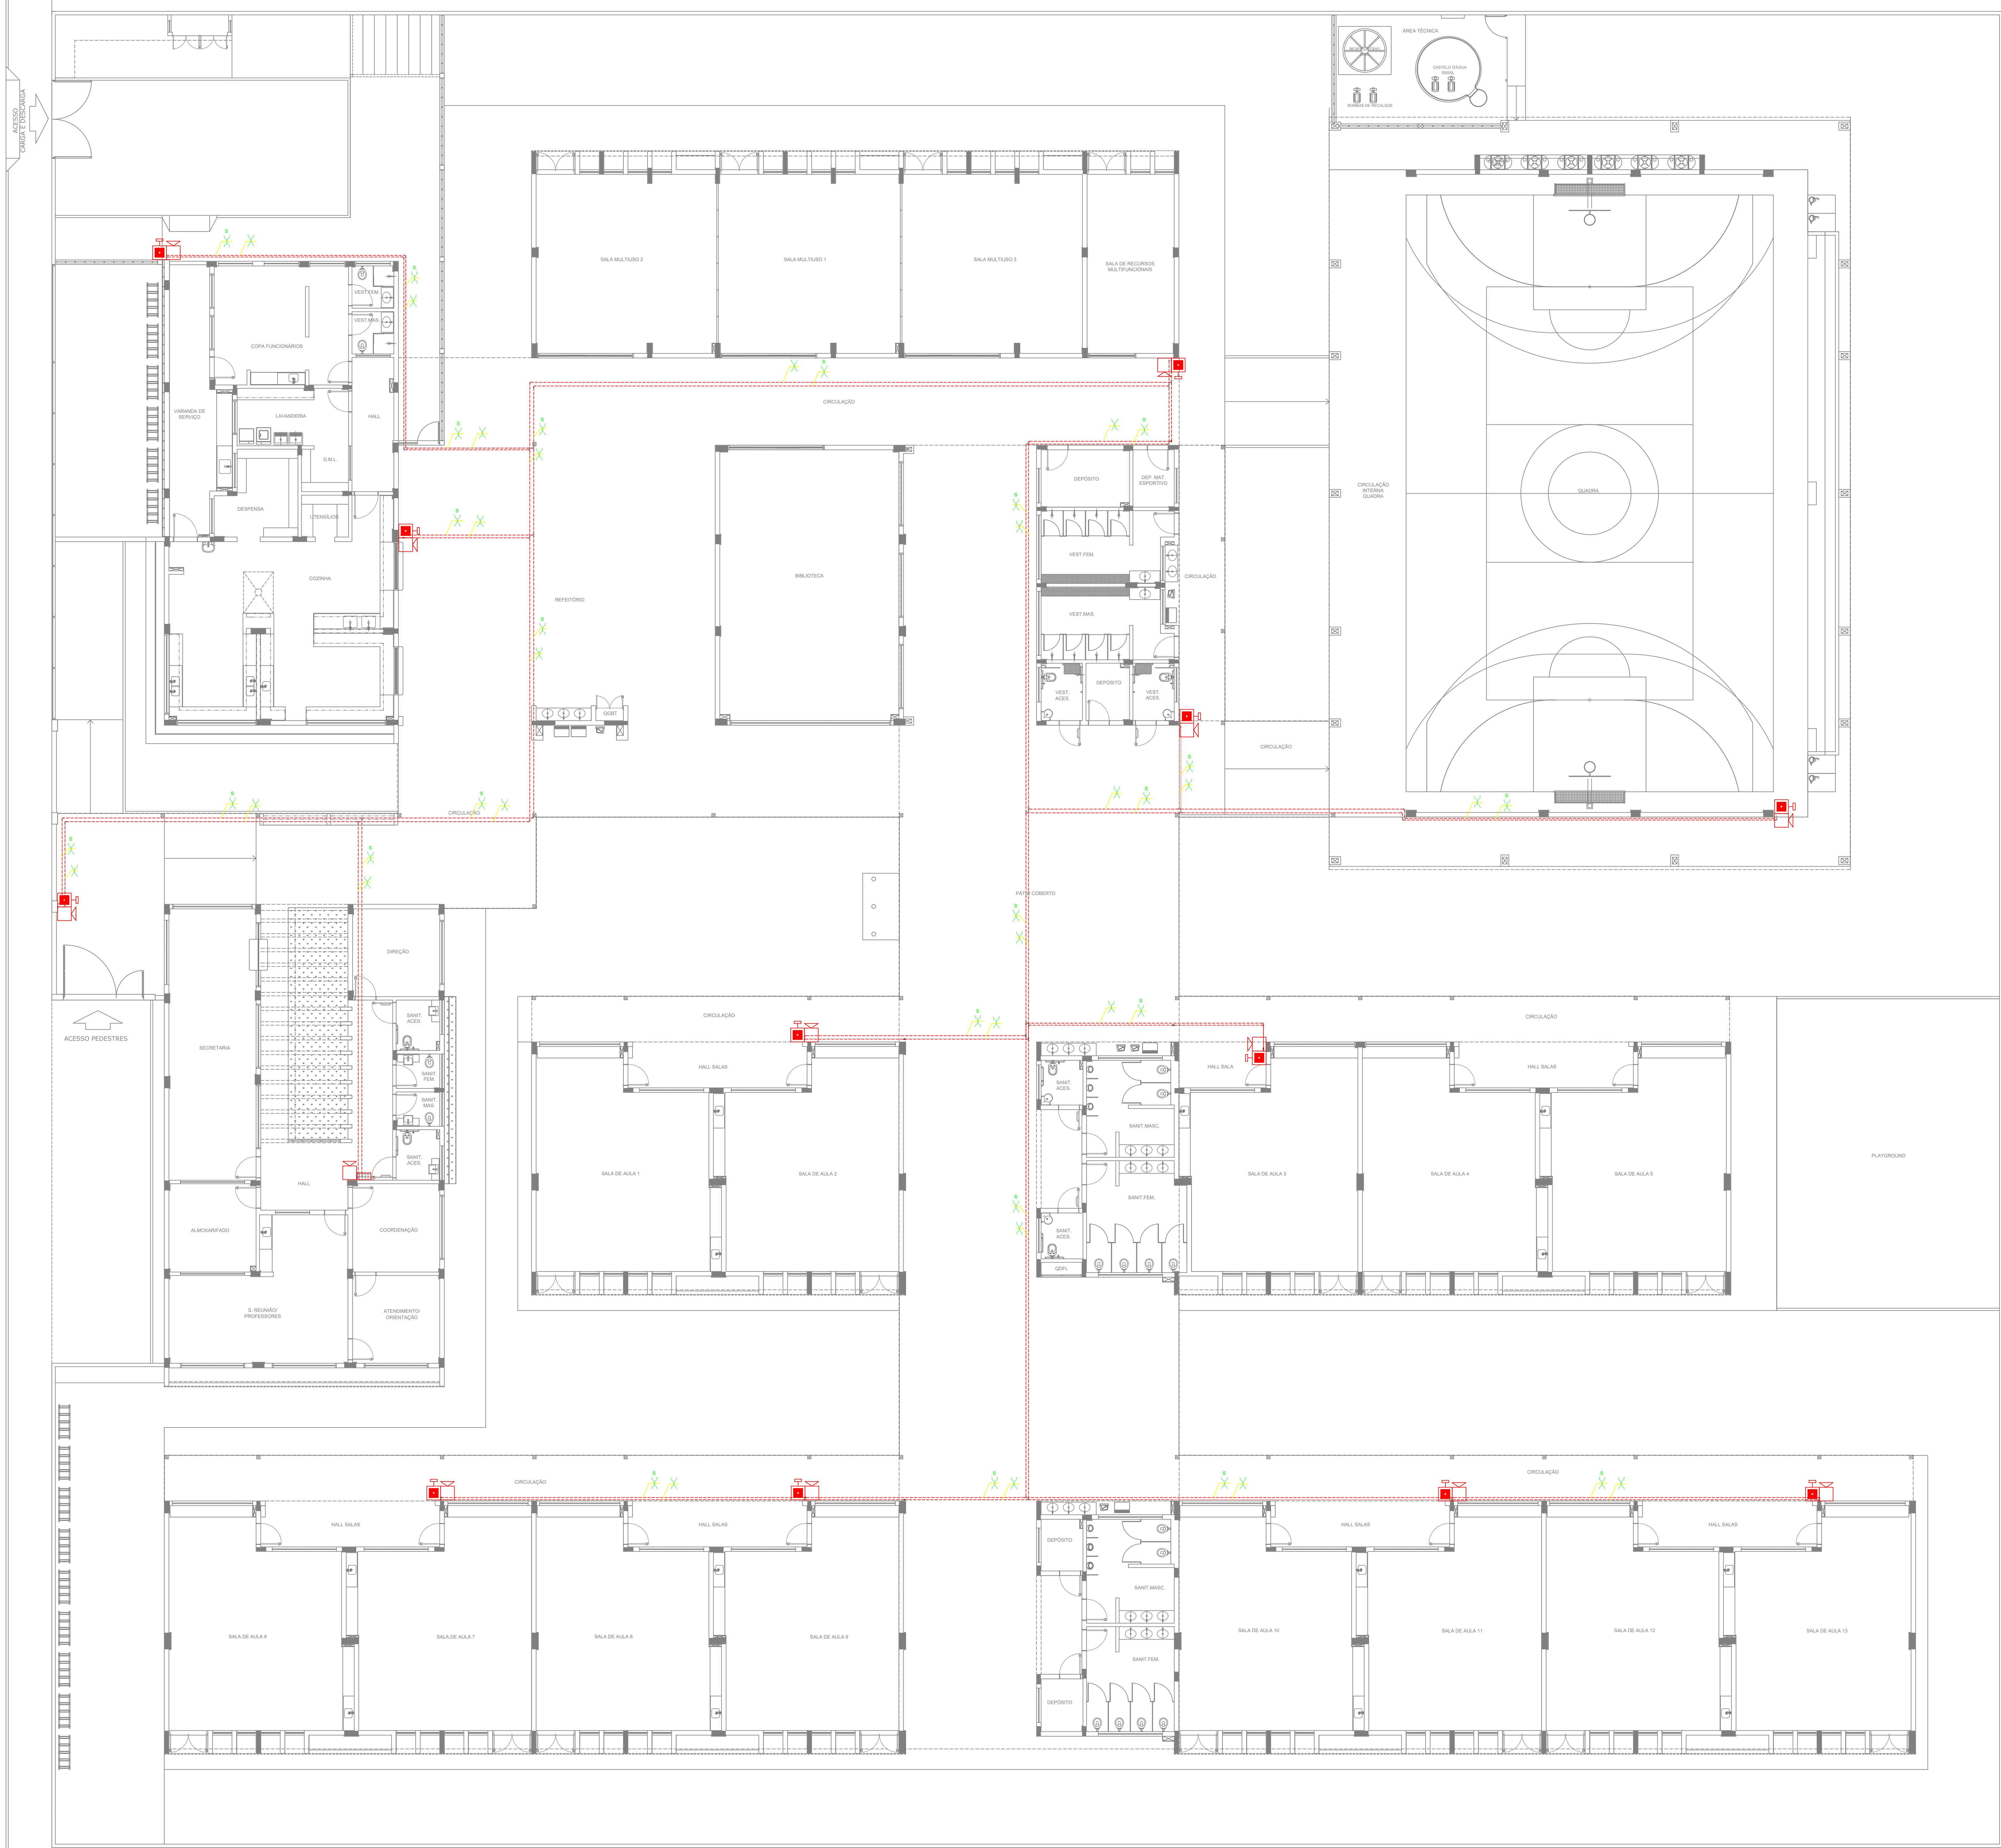 ÁREA TÉCNICA
CASTELO D'ÁGUA
BOMBAS DE RECALQUE
ACESSO
CARGA E DESCARGA
SALA MULTIUSO 2
SALA MULTIUSO 1
SALA MULTIUSO 3
SALA DE RECURSOS
MULTIFUNCIONAIS
VEST FEM.
VEST MAS.
COPA FUNCIONÁRIOS
VARANDA DE
SERVIÇO
LAVANDERIA
HALL
D.M.L.
DESPENSA
UTENSÍLIOS
COZINHA
CIRCULAÇÃO
DEPÓSITO
DEP. MAT.
ESPORTIVO
CIRCULAÇÃO
INTERNA
QUADRA
QUADRA
REFEITÓRIO
BIBLIOTECA
VEST FEM.
CIRCULAÇÃO
VEST MAS.
VEST.
ACES.
DEPÓSITO
VEST.
ACES.
QGBT
CIRCULAÇÃO
CIRCULAÇÃO
PÁTIO COBERTO
DIREÇÃO
SANIT.
ACES.
SECRETARIA
SANIT.
FEM.
SANIT.
MAS.
SANIT.
ACES.
ACESSO PEDESTRES
HALL
ALMOXARIFADO
COORDENAÇÃO
S. REUNIÃO/
PROFESSORES
ATENDIMENTO/
ORIENTAÇÃO
CIRCULAÇÃO
HALL SALAS
SALA DE AULA 1
SALA DE AULA 2
SANIT.
ACES.
SANIT.MASC.
SANIT.FEM.
SANIT.
ACES.
QDFL
CIRCULAÇÃO
HALL SALA
HALL SALAS
SALA DE AULA 3
SALA DE AULA 4
SALA DE AULA 5
PLAYGROUND
CIRCULAÇÃO
CIRCULAÇÃO
HALL SALAS
HALL SALAS
DEPÓSITO
SANIT.MASC.
HALL SALAS
HALL SALAS
SALA DE AULA 6
SALA DE AULA 7
SALA DE AULA 8
SALA DE AULA 9
SANIT.FEM.
DEPÓSITO
SALA DE AULA 10
SALA DE AULA 11
SALA DE AULA 12
SALA DE AULA 13